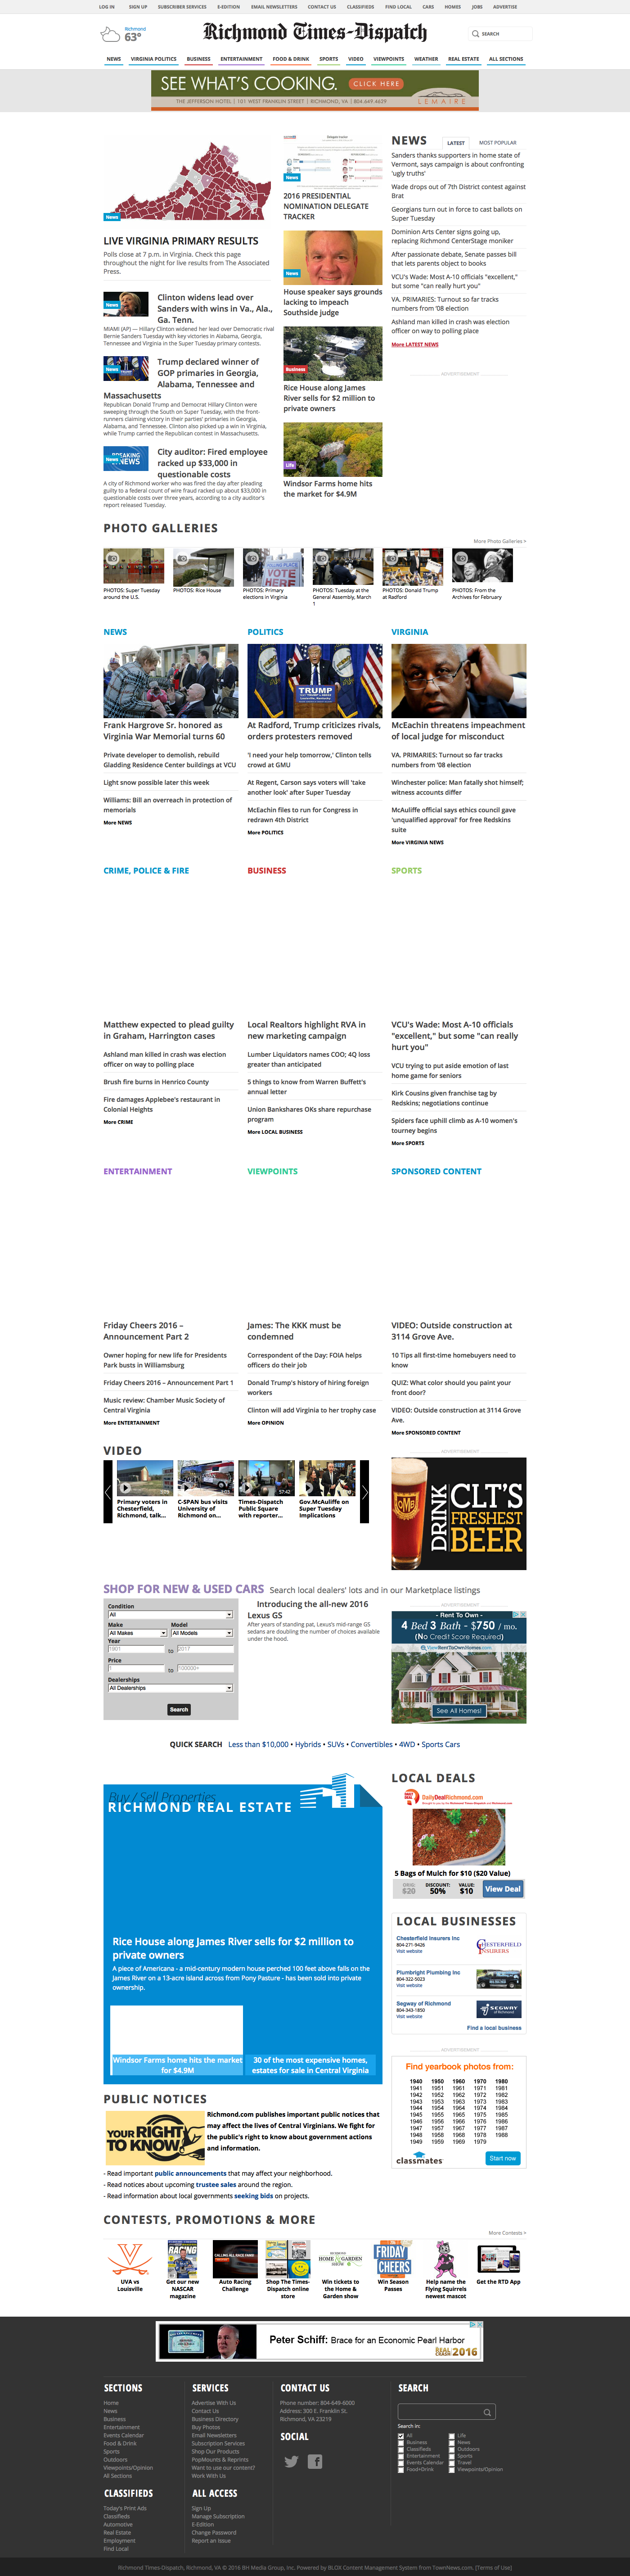 LOG IN SIGN UP SUBSCRIBER SERVICES E-EDITION EMAIL NEWSLETTERS CONTACT US CLASSIFIEDS FIND LOCAL CARS HOMES JOBS ADVERTISE
Richmond
63°
Richmond Times-Dispatch
SEARCH
NEWS VIRGINIA POLITICS BUSINESS ENTERTAINMENT FOOD & DRINK SPORTS VIDEO VIEWPOINTS WEATHER REAL ESTATE ALL SECTIONS
SEE WHAT'S COOKING. CLICK HERE
THE JEFFERSON HOTEL | 101 WEST FRANKLIN STREET | RICHMOND, VA | 804.649.4629
LEMAIRE
News
LIVE VIRGINIA PRIMARY RESULTS
Polls close at 7 p.m. in Virginia. Check this page
throughout the night for live results from The Associated
Press.
News
Clinton widens lead over
Sanders with wins in Va., Ala.,
Ga. Tenn.
MIAMI (AP) — Hillary Clinton widened her lead over Democratic rival
Bernie Sanders Tuesday with key victories in Alabama, Georgia,
Tennessee and Virginia in the Super Tuesday primary contests.
News
Trump declared winner of
GOP primaries in Georgia,
Alabama, Tennessee and
Massachusetts
Republican Donald Trump and Democrat Hillary Clinton were
sweeping through the South on Super Tuesday, with the front-
runners claiming victory in their parties' primaries in Georgia,
Alabama, and Tennessee. Clinton also picked up a win in Virginia,
while Trump carried the Republican contest in Massachusetts.
BREAKING
NEWS
News
City auditor: Fired employee
racked up $33,000 in
questionable costs
A city of Richmond worker who was fired the day after pleading
guilty to a federal count of wire fraud racked up about $33,000 in
questionable costs over three years, according to a city auditor's
report released Tuesday.
News
2016 PRESIDENTIAL
NOMINATION DELEGATE
TRACKER
News
House speaker says grounds
lacking to impeach
Southside judge
Business
Rice House along James
River sells for $2 million to
private owners
Life
Windsor Farms home hits
the market for $4.9M
NEWS LATEST MOST POPULAR
Sanders thanks supporters in home state of
Vermont, says campaign is about confronting
'ugly truths'
Wade drops out of 7th District contest against
Brat
Georgians turn out in force to cast ballots on
Super Tuesday
Dominion Arts Center signs going up,
replacing Richmond CenterStage moniker
After passionate debate, Senate passes bill
that lets parents object to books
VCU's Wade: Most A-10 officials "excellent,"
but some "can really hurt you"
VA. PRIMARIES: Turnout so far tracks
numbers from '08 election
Ashland man killed in crash was election
officer on way to polling place
More LATEST NEWS
ADVERTISEMENT
PHOTO GALLERIES
More Photo Galleries »
PHOTOS: Super Tuesday
around the U.S.
PHOTOS: Rice House
VOTE
HERE
PHOTOS: Primary
elections in Virginia
PHOTOS: Tuesday at the
General Assembly, March
1
PHOTOS: Donald Trump
at Radford
PHOTOS: From the
Archives for February
NEWS
Frank Hargrove Sr. honored as
Virginia War Memorial turns 60
Private developer to demolish, rebuild
Gladding Residence Center buildings at VCU
Light snow possible later this week
Williams: Bill an overreach in protection of
memorials
More NEWS
POLITICS
TRUMP
At Radford, Trump criticizes rivals,
orders protesters removed
'I need your help tomorrow,' Clinton tells
crowd at GMU
At Regent, Carson says voters will 'take
another look' after Super Tuesday
McEachin files to run for Congress in
redrawn 4th District
More POLITICS
VIRGINIA
McEachin threatens impeachment
of local judge for misconduct
VA. PRIMARIES: Turnout so far tracks
numbers from '08 election
Winchester police: Man fatally shot himself;
witness accounts differ
McAuliffe official says ethics council gave
'unqualified approval' for free Redskins
suite
More VIRGINIA NEWS
CRIME, POLICE & FIRE
Matthew expected to plead guilty
in Graham, Harrington cases
Ashland man killed in crash was election
officer on way to polling place
Brush fire burns in Henrico County
Fire damages Applebee's restaurant in
Colonial Heights
More CRIME
BUSINESS
Local Realtors highlight RVA in
new marketing campaign
Lumber Liquidators names COO; 4Q loss
greater than anticipated
5 things to know from Warren Buffett's
annual letter
Union Bankshares OKs share repurchase
program
More LOCAL BUSINESS
SPORTS
VCU's Wade: Most A-10 officials
"excellent," but some "can really
hurt you"
VCU trying to put aside emotion of last
home game for seniors
Kirk Cousins given franchise tag by
Redskins; negotiations continue
Spiders face uphill climb as A-10 women's
tourney begins
More SPORTS
ENTERTAINMENT
Friday Cheers 2016 –
Announcement Part 2
Owner hoping for new life for Presidents
Park busts in Williamsburg
Friday Cheers 2016 – Announcement Part 1
Music review: Chamber Music Society of
Central Virginia
More ENTERTAINMENT
VIEWPOINTS
James: The KKK must be
condemned
Correspondent of the Day: FOIA helps
officers do their job
Donald Trump's history of hiring foreign
workers
Clinton will add Virginia to her trophy case
More OPINION
SPONSORED CONTENT
VIDEO: Outside construction at
3114 Grove Ave.
10 Tips all first-time homebuyers need to
know
QUIZ: What color should you paint your
front door?
VIDEO: Outside construction at 3114 Grove
Ave.
More SPONSORED CONTENT
VIDEO
Primary voters in
Chesterfield,
Richmond, talk...
C-SPAN bus visits
University of
Richmond on...
57:42
Times-Dispatch
Public Square
with reporter...
Gov.McAuliffe on
Super Tuesday
Implications
ADVERTISEMENT
OMB
DRINK CLT'S
FRESHEST
BEER
SHOP FOR NEW & USED CARS Search local dealers' lots and in our Marketplace listings
Condition
All
Make Model
All Makes All Models
Year
1901 to 2017
Price
to 100000+
Dealerships
All Dealerships
Search
Introducing the all-new 2016
Lexus GS
After years of standing pat, Lexus's mid-range GS
sedans are doubling the number of choices available
under the hood.
ADVERTISEMENT
- Rent To Own -
4 Bed 3 Bath - $750 / mo.
(No Credit Score Required)
ViewRentToOwnHomes.com
See All Homes!
QUICK SEARCH Less than $10,000 • Hybrids • SUVs • Convertibles • 4WD • Sports Cars
Buy / Sell Properties
RICHMOND REAL ESTATE
Rice House along James River sells for $2 million to
private owners
A piece of Americana - a mid-century modern house perched 100 feet above falls on the
James River on a 13-acre island across from Pony Pasture - has been sold into private
ownership.
Windsor Farms home hits the market
for $4.9M
30 of the most expensive homes,
estates for sale in Central Virginia
LOCAL DEALS
DailyDealRichmond.com
5 Bags of Mulch for $10 ($20 Value)
ORIG: DISCOUNT: VALUE:
$20 50% $10
View Deal
LOCAL BUSINESSES
Chesterfield Insurers Inc
804-271-9426
Visit website
CHESTERFIELD
INSURERS
Plumbright Plumbing Inc
804-322-5023
Visit website
Segway of Richmond
804-343-1850
Visit website
SEGWAY
Find a local business
ADVERTISEMENT
Find yearbook photos from:
1940 1950 1960 1970 1980
1941 1951 1961 1971 1981
1942 1952 1962 1972 1982
1943 1953 1963 1973 1983
1944 1954 1964 1974 1984
1945 1955 1965 1975 1985
1946 1956 1966 1976 1986
1947 1957 1967 1977 1987
1948 1958 1968 1978 1988
1949 1959 1969 1979
classmates
Start now
PUBLIC NOTICES
YOUR RIGHT
TO KNOW
Richmond.com publishes important public notices that
may affect the lives of Central Virginians. We fight for
the public's right to know about government actions
and information.
- Read important public announcements that may affect your neighborhood.
- Read notices about upcoming trustee sales around the region.
- Read information about local governments seeking bids on projects.
CONTESTS, PROMOTIONS & MORE
More Contests »
UVA vs
Louisville
RACING
Get our new
NASCAR
magazine
CALLING ALL RACE FANS
Auto Racing
Challenge
Shop The Times-
Dispatch online
store
HOME & GARDEN
Win tickets to
the Home &
Garden show
FRIDAY
CHEERS
Win Season
Passes
Help name the
Flying Squirrels
newest mascot
Get the RTD App
Peter Schiff: Brace for an Economic Pearl Harbor
2016
SECTIONS
Home
News
Business
Entertainment
Events Calendar
Food & Drink
Sports
Outdoors
Viewpoints/Opinion
All Sections
CLASSIFIEDS
Today's Print Ads
Classifieds
Automotive
Real Estate
Employment
Find Local
SERVICES
Advertise With Us
Contact Us
Business Directory
Buy Photos
Email Newsletters
Subscription Services
Shop Our Products
PopMounts & Reprints
Want to use our content?
Work With Us
ALL ACCESS
Sign Up
Manage Subscription
E-Edition
Change Password
Report an Issue
CONTACT US
Phone number: 804-649-6000
Address: 300 E. Franklin St.
Richmond, VA 23219
SOCIAL
SEARCH
Search in:
All Life
Business News
Classifieds Outdoors
Entertainment Sports
Events Calendar Travel
Food+Drink Viewpoints/Opinion
Richmond Times-Dispatch, Richmond, VA © 2016 BH Media Group, Inc. Powered by BLOX Content Management System from TownNews.com. [Terms of Use]